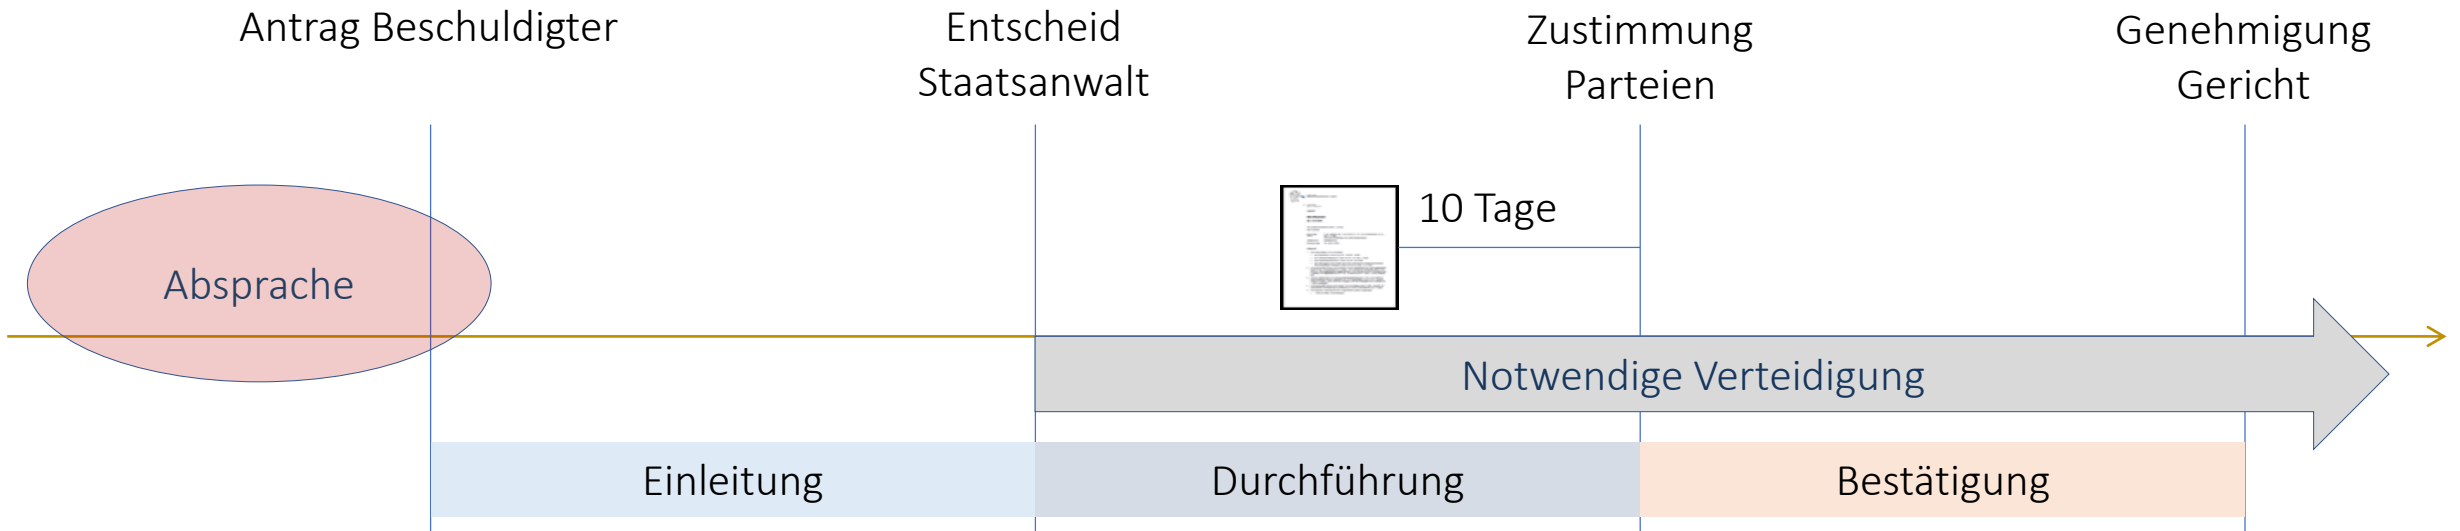 Antrag Beschuldigter
Entscheid
Staatsanwalt
Zustimmung
Parteien
Genehmigung
Gericht
10 Tage
Absprache
Notwendige Verteidigung
Einleitung
Durchführung
Bestätigung